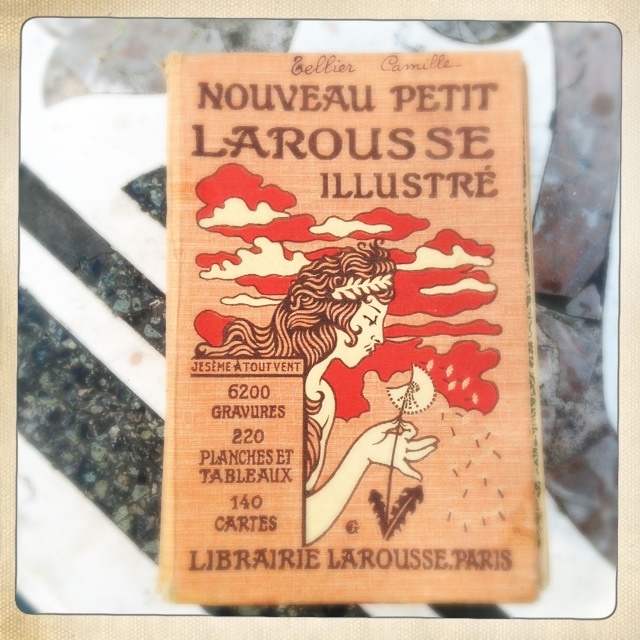 Tellier Camille
NOUVEAU PETIT
LAROUSSE
ILLUSTRÉ
JE SÈME À TOUT VENT
6200
GRAVURES
220
PLANCHES ET
TABLEAUX
140
CARTES
LIBRAIRIE LAROUSSE. PARIS